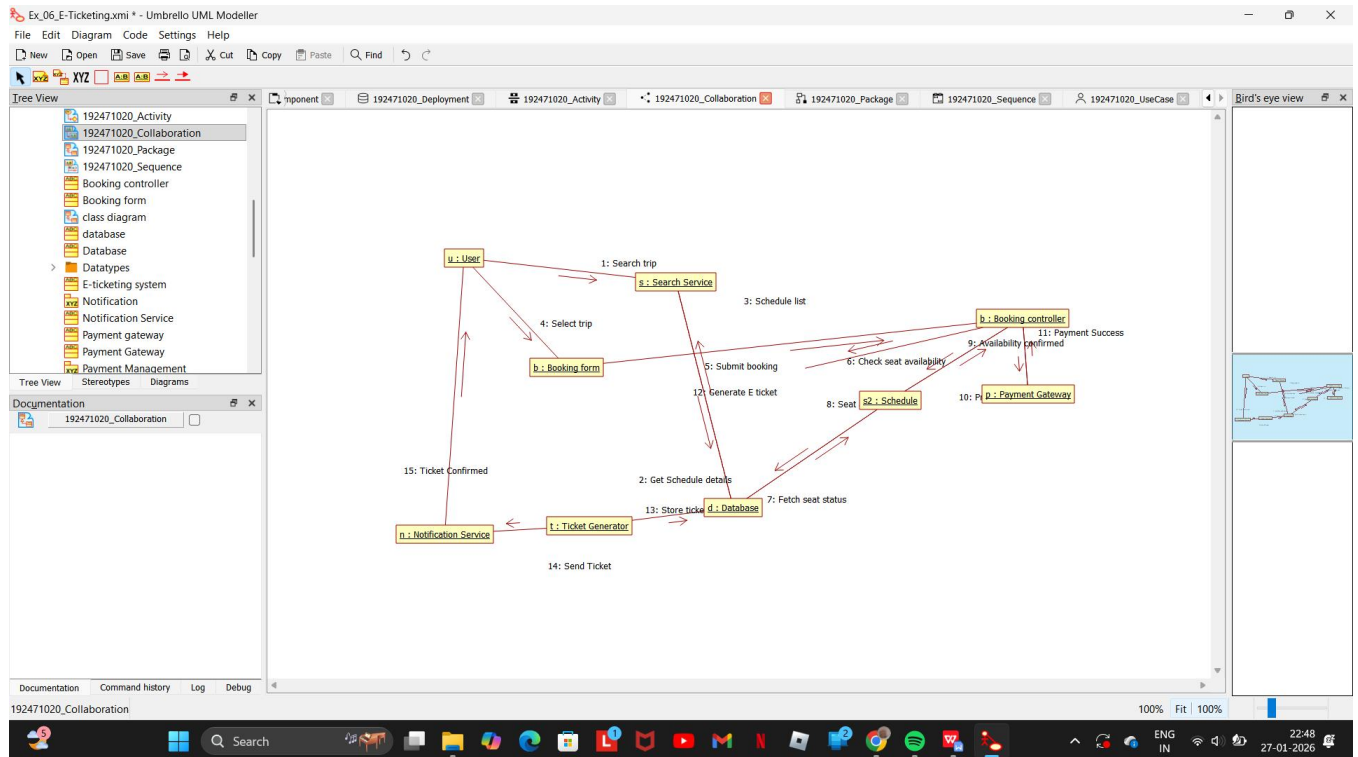 Ex_06_E-Ticketing.xmi * - Umbrello UML Modeller
File Edit Diagram Code Settings Help
New Open Save Cut Copy Paste Find
XYZ XYZ XYZ A:B A:B
Tree View
mponent 192471020_Deployment 192471020_Activity 192471020_Collaboration 192471020_Package 192471020_Sequence 192471020_UseCase
Bird's eye view
192471020_Activity
192471020_Collaboration
192471020_Package
192471020_Sequence
Booking controller
Booking form
class diagram
database
Database
Datatypes
E-ticketing system
Notification
Notification Service
Payment gateway
Payment Gateway
Payment Management
Tree View Stereotypes Diagrams
Documentation
192471020_Collaboration
u : User
1: Search trip
s : Search Service
3: Schedule list
b : Booking controller
4: Select trip
11: Payment Success
9: Availability confirmed
b : Booking form
5: Submit booking
6: Check seat availability
12: Generate E ticket
8: Seat
s2 : Schedule
10: P
p : Payment Gateway
15: Ticket Confirmed
2: Get Schedule details
7: Fetch seat status
13: Store ticke
d : Database
n : Notification Service
t : Ticket Generator
14: Send Ticket
Documentation Command history Log Debug
192471020_Collaboration
100% Fit 100%
5
Search
1
2
ENG
IN
22:48
27-01-2026